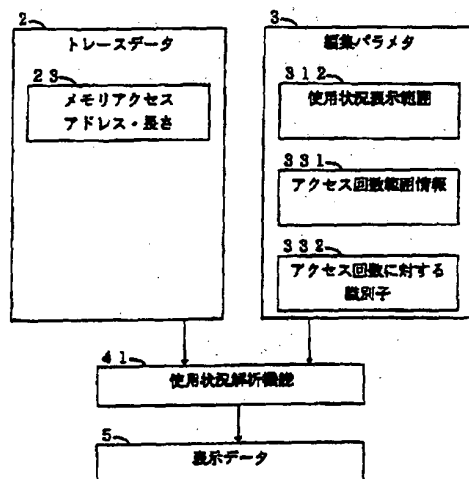 2
トレースデータ
23
メモリアクセス
アドレス・長さ
3
編集パラメタ
312
使用状況表示範囲
331
アクセス回数範囲情報
332
アクセス回数に対する
識別子
41
使用状況解析機能
5
表示データ